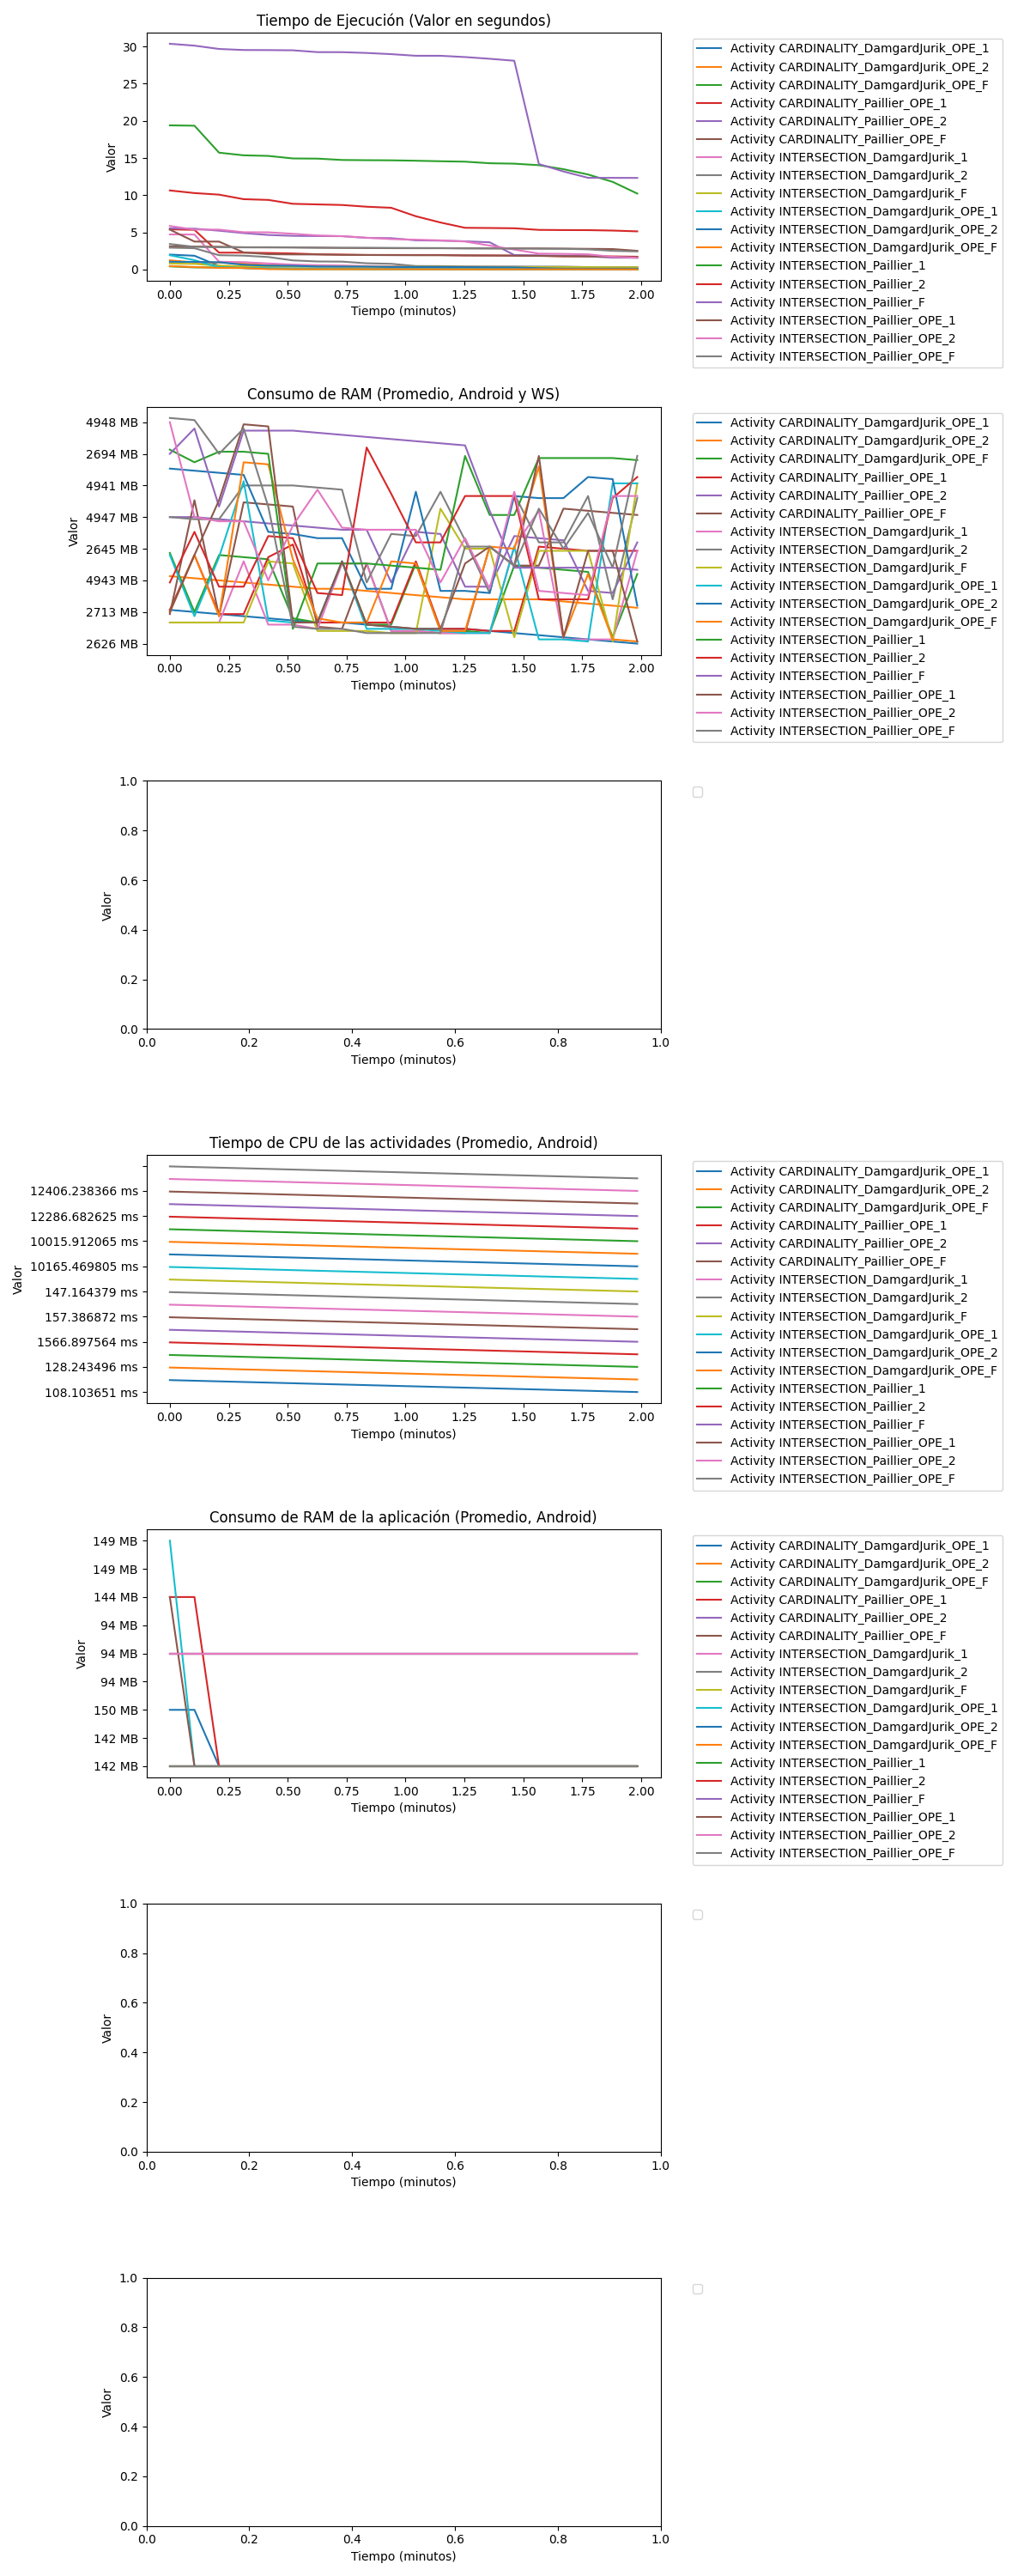 Tiempo de Ejecución (Valor en segundos)
30
25
20
15
10
5
0
Valor
0.00 0.25 0.50 0.75 1.00 1.25 1.50 1.75 2.00
Tiempo (minutos)
Activity CARDINALITY_DamgardJurik_OPE_1
Activity CARDINALITY_DamgardJurik_OPE_2
Activity CARDINALITY_DamgardJurik_OPE_F
Activity CARDINALITY_Paillier_OPE_1
Activity CARDINALITY_Paillier_OPE_2
Activity CARDINALITY_Paillier_OPE_F
Activity INTERSECTION_DamgardJurik_1
Activity INTERSECTION_DamgardJurik_2
Activity INTERSECTION_DamgardJurik_F
Activity INTERSECTION_DamgardJurik_OPE_1
Activity INTERSECTION_DamgardJurik_OPE_2
Activity INTERSECTION_DamgardJurik_OPE_F
Activity INTERSECTION_Paillier_1
Activity INTERSECTION_Paillier_2
Activity INTERSECTION_Paillier_F
Activity INTERSECTION_Paillier_OPE_1
Activity INTERSECTION_Paillier_OPE_2
Activity INTERSECTION_Paillier_OPE_F
Consumo de RAM (Promedio, Android y WS)
4948 MB
2694 MB
4941 MB
4947 MB
2645 MB
4943 MB
2713 MB
2626 MB
Valor
0.00 0.25 0.50 0.75 1.00 1.25 1.50 1.75 2.00
Tiempo (minutos)
Activity CARDINALITY_DamgardJurik_OPE_1
Activity CARDINALITY_DamgardJurik_OPE_2
Activity CARDINALITY_DamgardJurik_OPE_F
Activity CARDINALITY_Paillier_OPE_1
Activity CARDINALITY_Paillier_OPE_2
Activity CARDINALITY_Paillier_OPE_F
Activity INTERSECTION_DamgardJurik_1
Activity INTERSECTION_DamgardJurik_2
Activity INTERSECTION_DamgardJurik_F
Activity INTERSECTION_DamgardJurik_OPE_1
Activity INTERSECTION_DamgardJurik_OPE_2
Activity INTERSECTION_DamgardJurik_OPE_F
Activity INTERSECTION_Paillier_1
Activity INTERSECTION_Paillier_2
Activity INTERSECTION_Paillier_F
Activity INTERSECTION_Paillier_OPE_1
Activity INTERSECTION_Paillier_OPE_2
Activity INTERSECTION_Paillier_OPE_F
1.0
0.8
0.6
0.4
0.2
0.0
Valor
0.0 0.2 0.4 0.6 0.8 1.0
Tiempo (minutos)
Tiempo de CPU de las actividades (Promedio, Android)
12406.238366 ms
12286.682625 ms
10015.912065 ms
10165.469805 ms
147.164379 ms
157.386872 ms
1566.897564 ms
128.243496 ms
108.103651 ms
Valor
0.00 0.25 0.50 0.75 1.00 1.25 1.50 1.75 2.00
Tiempo (minutos)
Activity CARDINALITY_DamgardJurik_OPE_1
Activity CARDINALITY_DamgardJurik_OPE_2
Activity CARDINALITY_DamgardJurik_OPE_F
Activity CARDINALITY_Paillier_OPE_1
Activity CARDINALITY_Paillier_OPE_2
Activity CARDINALITY_Paillier_OPE_F
Activity INTERSECTION_DamgardJurik_1
Activity INTERSECTION_DamgardJurik_2
Activity INTERSECTION_DamgardJurik_F
Activity INTERSECTION_DamgardJurik_OPE_1
Activity INTERSECTION_DamgardJurik_OPE_2
Activity INTERSECTION_DamgardJurik_OPE_F
Activity INTERSECTION_Paillier_1
Activity INTERSECTION_Paillier_2
Activity INTERSECTION_Paillier_F
Activity INTERSECTION_Paillier_OPE_1
Activity INTERSECTION_Paillier_OPE_2
Activity INTERSECTION_Paillier_OPE_F
Consumo de RAM de la aplicación (Promedio, Android)
149 MB
149 MB
144 MB
94 MB
94 MB
94 MB
150 MB
142 MB
142 MB
Valor
0.00 0.25 0.50 0.75 1.00 1.25 1.50 1.75 2.00
Tiempo (minutos)
Activity CARDINALITY_DamgardJurik_OPE_1
Activity CARDINALITY_DamgardJurik_OPE_2
Activity CARDINALITY_DamgardJurik_OPE_F
Activity CARDINALITY_Paillier_OPE_1
Activity CARDINALITY_Paillier_OPE_2
Activity CARDINALITY_Paillier_OPE_F
Activity INTERSECTION_DamgardJurik_1
Activity INTERSECTION_DamgardJurik_2
Activity INTERSECTION_DamgardJurik_F
Activity INTERSECTION_DamgardJurik_OPE_1
Activity INTERSECTION_DamgardJurik_OPE_2
Activity INTERSECTION_DamgardJurik_OPE_F
Activity INTERSECTION_Paillier_1
Activity INTERSECTION_Paillier_2
Activity INTERSECTION_Paillier_F
Activity INTERSECTION_Paillier_OPE_1
Activity INTERSECTION_Paillier_OPE_2
Activity INTERSECTION_Paillier_OPE_F
1.0
0.8
0.6
0.4
0.2
0.0
Valor
0.0 0.2 0.4 0.6 0.8 1.0
Tiempo (minutos)
1.0
0.8
0.6
0.4
0.2
0.0
Valor
0.0 0.2 0.4 0.6 0.8 1.0
Tiempo (minutos)